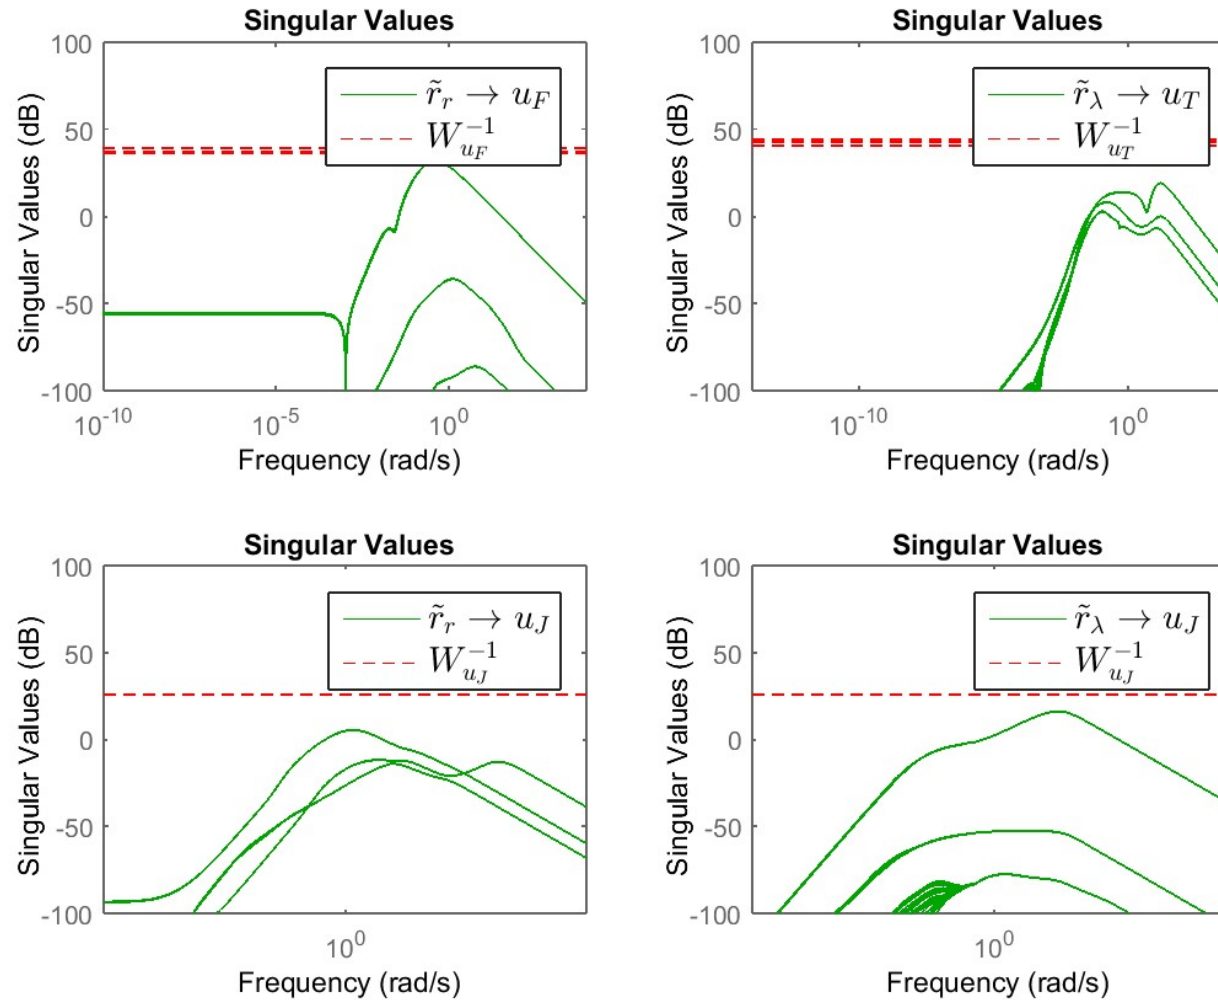 Singular Values
100
50
0
-50
-100
Singular Values (dB)
10^{-10}
10^{-5}
10^{0}
Frequency (rad/s)
\tilde{r}_r → u_F
W_{u_F}^{-1}
Singular Values
100
50
0
-50
-100
Singular Values (dB)
10^{-10}
10^{0}
Frequency (rad/s)
\tilde{r}_λ → u_T
W_{u_T}^{-1}
Singular Values
100
50
0
-50
-100
Singular Values (dB)
10^{0}
Frequency (rad/s)
\tilde{r}_r → u_J
W_{u_J}^{-1}
Singular Values
100
50
0
-50
-100
Singular Values (dB)
10^{0}
Frequency (rad/s)
\tilde{r}_λ → u_J
W_{u_J}^{-1}